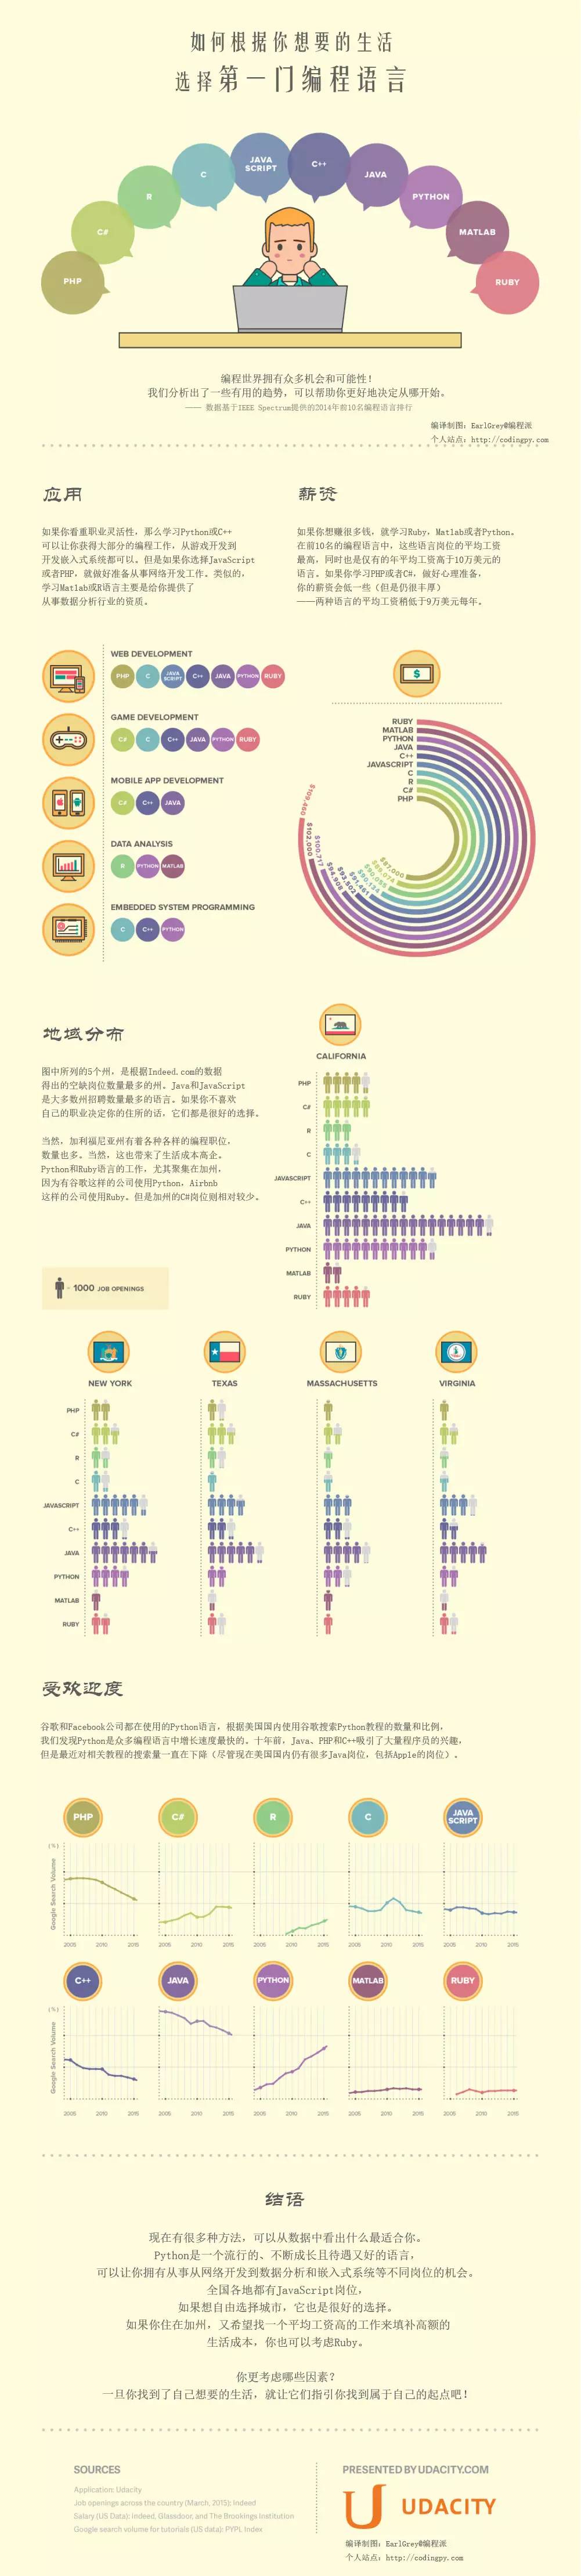 如何根据你想要的生活
选择第一门编程语言
PHP
C#
R
C
JAVA
SCRIPT
C++
JAVA
PYTHON
MATLAB
RUBY
编程世界拥有众多机会和可能性！
我们分析出了一些有用的趋势，可以帮助你更好地决定从哪开始。
—— 数据基于IEEE Spectrum提供的2014年前10名编程语言排行
编译制图：EarlGrey@编程派
个人站点：http://codingpy.com
应用
如果你看重职业灵活性，那么学习Python或C++
可以让你获得大部分的编程工作，从游戏开发到
开发嵌入式系统都可以。但是如果你选择JavaScript
或者PHP，就做好准备从事网络开发工作。类似的，
学习Matlab或R语言主要是给你提供了
从事数据分析行业的资质。
薪资
如果你想赚很多钱，就学习Ruby，Matlab或者Python。
在前10名的编程语言中，这些语言岗位的平均工资
最高，同时也是仅有的年平均工资高于10万美元的
语言。如果你学习PHP或者C#，做好心理准备，
你的薪资会低一些（但是仍很丰厚）
——两种语言的平均工资稍低于9万美元每年。
WEB DEVELOPMENT
PHP C JAVA SCRIPT C++ JAVA PYTHON RUBY
GAME DEVELOPMENT
C# C C++ JAVA PYTHON RUBY
MOBILE APP DEVELOPMENT
C# C++ JAVA
DATA ANALYSIS
R PYTHON MATLAB
EMBEDDED SYSTEM PROGRAMMING
C C++ PYTHON
$
RUBY
MATLAB
PYTHON
JAVA
C++
JAVASCRIPT
C
R
C#
PHP
$109,460
$102,000
$100,717
$94,908
$93,502
$91,461
$87,000
地域分布
图中所列的5个州，是根据Indeed.com的数据
得出的空缺岗位数量最多的州。Java和JavaScript
是大多数州招聘数量最多的语言。如果你不喜欢
自己的职业决定你的住所的话，它们都是很好的选择。
当然，加利福尼亚州有着各种各样的编程职位，
数量也多。当然，这也带来了生活成本高企。
Python和Ruby语言的工作，尤其聚集在加州，
因为有谷歌这样的公司使用Python，Airbnb
这样的公司使用Ruby。但是加州的C#岗位则相对较少。
= 1000 JOB OPENINGS
CALIFORNIA
PHP
C#
R
C
JAVASCRIPT
C++
JAVA
PYTHON
MATLAB
RUBY
NEW YORK
TEXAS
MASSACHUSETTS
VIRGINIA
PHP
C#
R
C
JAVASCRIPT
C++
JAVA
PYTHON
MATLAB
RUBY
受欢迎度
谷歌和Facebook公司都在使用的Python语言，根据美国国内使用谷歌搜索Python教程的数量和比例，
我们发现Python是众多编程语言中增长速度最快的。十年前，Java、PHP和C++吸引了大量程序员的兴趣，
但是最近对相关教程的搜索量一直在下降（尽管现在美国国内仍有很多Java岗位，包括Apple的岗位）。
PHP C# R C JAVA SCRIPT
(%)
Google Search Volume
2005 2010 2015 2005 2010 2015 2005 2010 2015 2005 2010 2015 2005 2010 2015
C++ JAVA PYTHON MATLAB RUBY
(%)
Google Search Volume
2005 2010 2015 2005 2010 2015 2005 2010 2015 2005 2010 2015 2005 2010 2015
结语
现在有很多种方法，可以从数据中看出什么最适合你。
Python是一个流行的、不断成长且待遇又好的语言，
可以让你拥有从事从网络开发到数据分析和嵌入式系统等不同岗位的机会。
全国各地都有JavaScript岗位，
如果想自由选择城市，它也是很好的选择。
如果你住在加州，又希望找一个平均工资高的工作来填补高额的
生活成本，你也可以考虑Ruby。
你更考虑哪些因素？
一旦你找到了自己想要的生活，就让它们指引你找到属于自己的起点吧！
SOURCES
Application: Udacity
Job openings across the country (March, 2015): Indeed
Salary (US Data): Indeed, Glassdoor, and The Brookings Institution
Google search volume for tutorials (US data): PYPL Index
PRESENTED BY UDACITY.COM
UDACITY
编译制图：EarlGrey@编程派
个人站点：http://codingpy.com